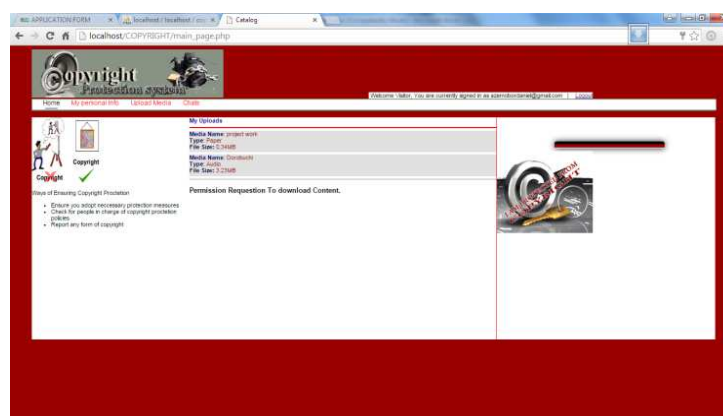 APPLICATION FORM
localhost / localhost /
Catalog
localhost/COPYRIGHT/main_page.php
Copyright
Protection system
Welcome Visitor, You are currently signed in as
Logout
Home My personal info Upload Media Chats
My Uploads
Media Name: project work
Type: Paper
File Size: 0.34MB
Media Name:
Type: Audio
File Size: 3.23MB
Permission Requestion To download Content.
Copyright
Copyright
Ways of Ensuring Copyright Proctetion
Ensure you adopt neccessary protection measures
Check for people in charge of copyright proctetion
policies.
Report any form of copyright